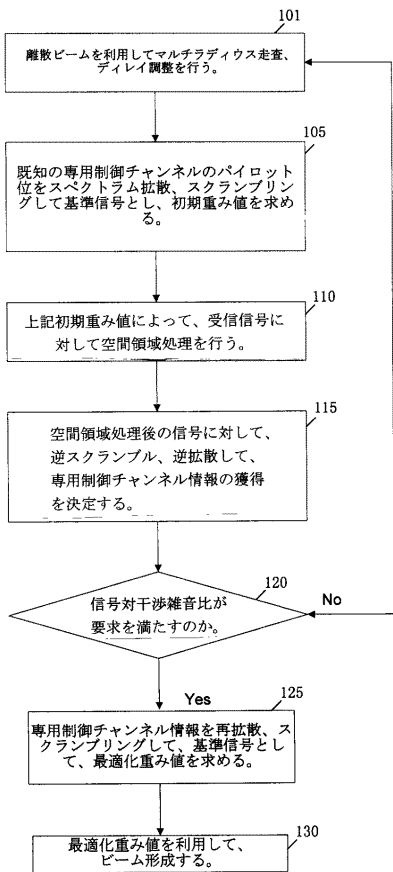 101
離散ビームを利用してマルチラディウス走査、
ディレイ調整を行う。
105
既知の専用制御チャンネルのパイロット
位をスペクトラム拡散、スクランブリン
グして基準信号とし、初期重み値を求め
る。
110
上記初期重み値によって、受信信号に
対して空間領域処理を行う。
115
空間領域処理後の信号に対して、
逆スクランブル、逆拡散して、
専用制御チャンネル情報の獲得
を決定する。
120
信号対干渉雑音比が
要求を満たすのか。
No
Yes
125
専用制御チャンネル情報を再拡散、ス
クランブリングして、基準信号とし
て、最適化重み値を求める。
130
最適化重み値を利用して、
ビーム形成する。